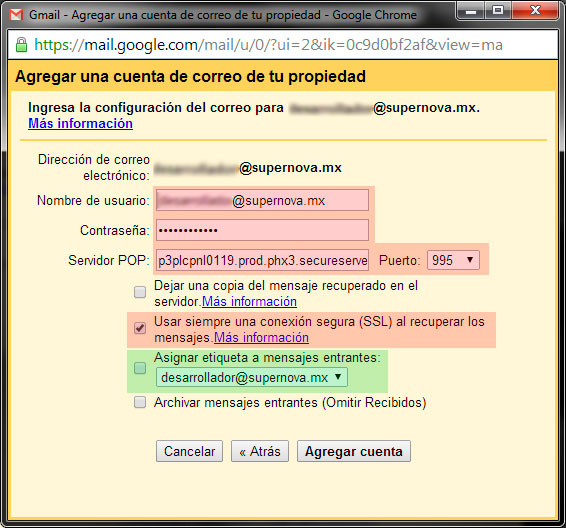 Gmail - Agregar una cuenta de correo de tu propiedad - Google Chrome
https://mail.google.com/mail/u/0/?ui=2&ik=0c9d0bf2af&view=ma
Agregar una cuenta de correo de tu propiedad
Ingresa la configuración del correo para @supernova.mx.
Más información
Dirección de correo
electrónico: @supernova.mx
Nombre de usuario: @supernova.mx
Contraseña: ••••••••••••
Servidor POP: p3plcpnl0119.prod.phx3.secureserve Puerto: 995
Dejar una copia del mensaje recuperado en el
servidor.Más información
Usar siempre una conexión segura (SSL) al recuperar los
mensajes.Más información
Asignar etiqueta a mensajes entrantes:
desarrollador@supernova.mx
Archivar mensajes entrantes (Omitir Recibidos)
Cancelar « Atrás Agregar cuenta